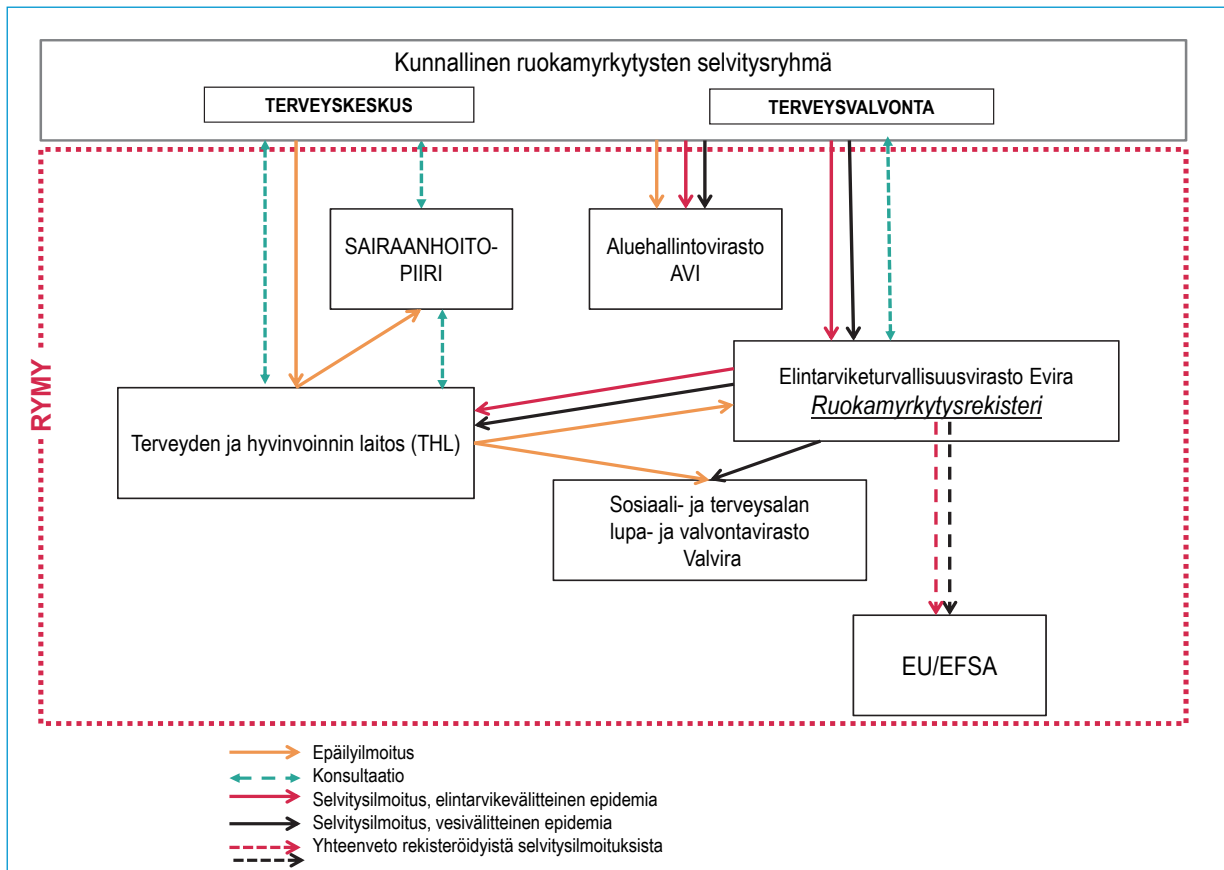 Kunnallinen ruokamyrkytysten selvitysryhmä
TERVEYSKESKUS
TERVEYSVALVONTA
RYMY
SAIRAANHOITO-
PIIRI
Aluehallintovirasto
AVI
Elintarviketurvallisuusvirasto Evira
Ruokamyrkytysrekisteri
Terveyden ja hyvinvoinnin laitos (THL)
Sosiaali- ja terveysalan
lupa- ja valvontavirasto
Valvira
EU/EFSA
Epäilyilmoitus
Konsultaatio
Selvitysilmoitus, elintarvikevälitteinen epidemia
Selvitysilmoitus, vesivälitteinen epidemia
Yhteenveto rekisteröidyistä selvitysilmoituksista